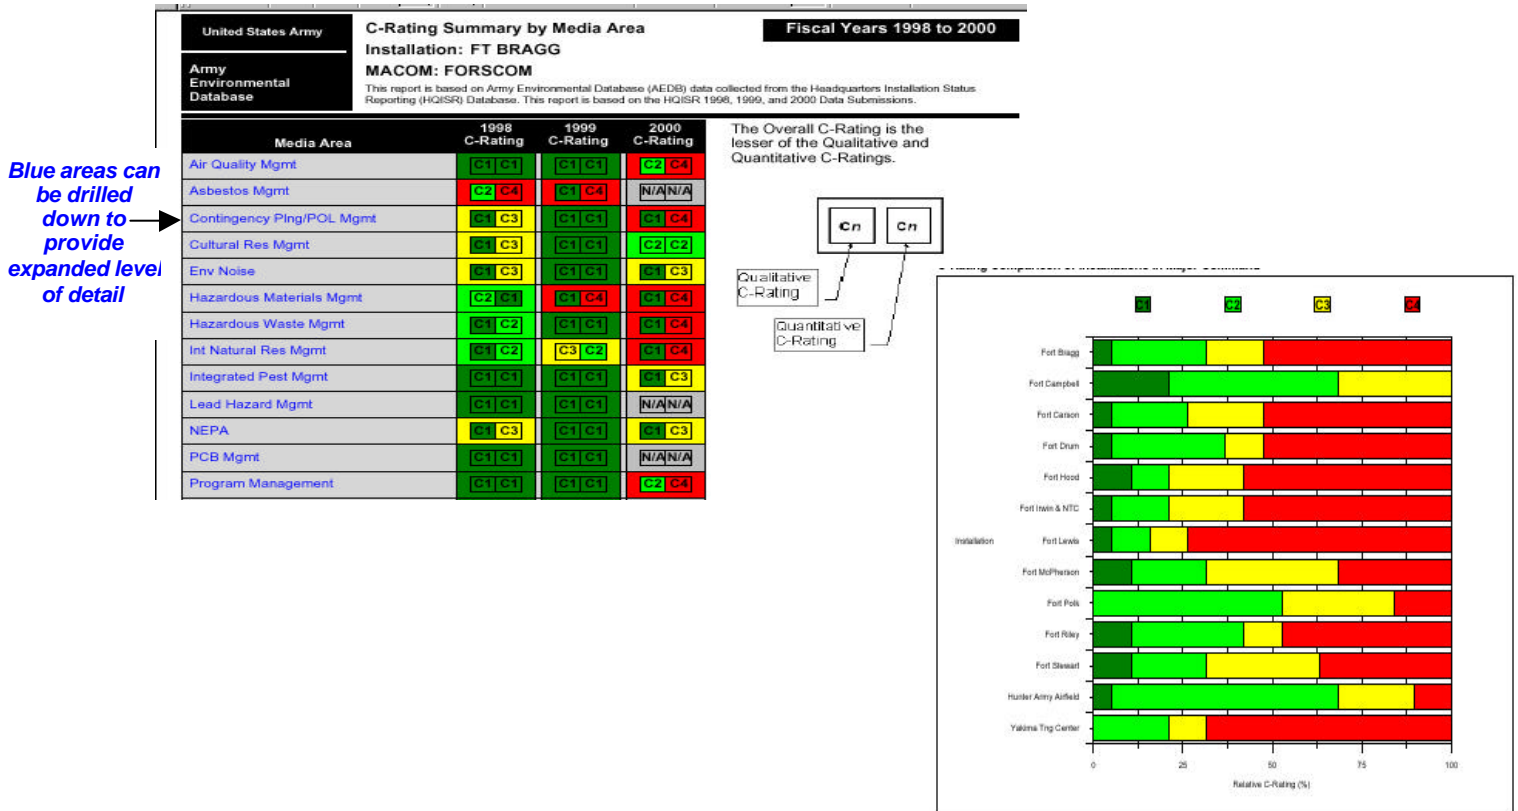 United States Army
Army
Environmental
Database
C-Rating Summary by Media Area
Installation: FT BRAGG
MACOM: FORSCOM
This report is based on Army Environmental Database (AEDB) data collected from the Headquarters Installation Status
Reporting (HQISR) Database. This report is based on the HQISR 1998, 1999, and 2000 Data Submissions.
Fiscal Years 1998 to 2000
Blue areas can
be drilled
down to
provide
expanded level
of detail
Media Area 1998 C-Rating 1999 C-Rating 2000 C-Rating
Air Quality Mgmt C1 C1 C1 C1 C2 C4
Asbestos Mgmt C2 C4 C1 C4 N/A N/A
Contingency Plng/POL Mgmt C1 C3 C1 C1 C1 C4
Cultural Res Mgmt C1 C3 C1 C1 C2 C2
Env Noise C1 C3 C1 C1 C1 C3
Hazardous Materials Mgmt C2 C1 C1 C4 C1 C4
Hazardous Waste Mgmt C1 C2 C1 C1 C1 C4
Int Natural Res Mgmt C1 C2 C3 C2 C1 C4
Integrated Pest Mgmt C1 C1 C1 C1 C1 C3
Lead Hazard Mgmt C1 C1 C1 C1 N/A N/A
NEPA C1 C3 C1 C1 C1 C3
PCB Mgmt C1 C1 C1 C1 N/A N/A
Program Management C1 C1 C1 C1 C2 C4
The Overall C-Rating is the
lesser of the Qualitative and
Quantitative C-Ratings.
Cn Cn
Qualitative
C-Rating
Quantitative
C-Rating
C1 C2 C3 C4
Fort Bragg
Fort Campbell
Fort Carson
Fort Drum
Fort Hood
Fort Irwin & NTC
Installation
Fort Lewis
Fort McPherson
Fort Polk
Fort Riley
Fort Stewart
Hunter Army Airfield
Yakima Tng Center
0 25 50 75 100
Relative C-Rating (%)